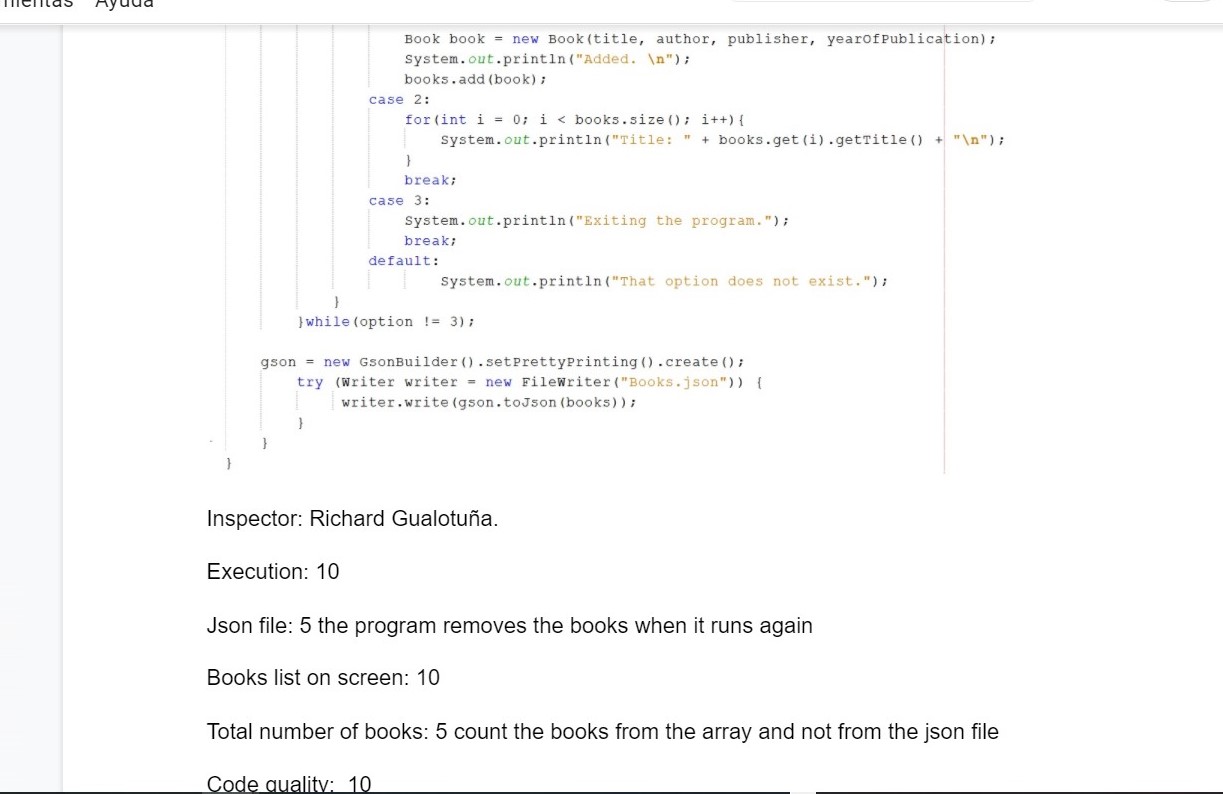 mientas Ayuda
Book book = new Book(title, author, publisher, yearOfPublication);
System.out.println("Added. \n");
books.add(book);
case 2:
for(int i = 0; i < books.size(); i++){
System.out.println("Title: " + books.get(i).getTitle() + "\n");
}
break;
case 3:
System.out.println("Exiting the program.");
break;
default:
System.out.println("That option does not exist.");
}
}while(option != 3);
gson = new GsonBuilder().setPrettyPrinting().create();
try (Writer writer = new FileWriter("Books.json")) {
writer.write(gson.toJson(books));
}
}
}
Inspector: Richard Gualotuña.
Execution: 10
Json file: 5 the program removes the books when it runs again
Books list on screen: 10
Total number of books: 5 count the books from the array and not from the json file
Code quality: 10